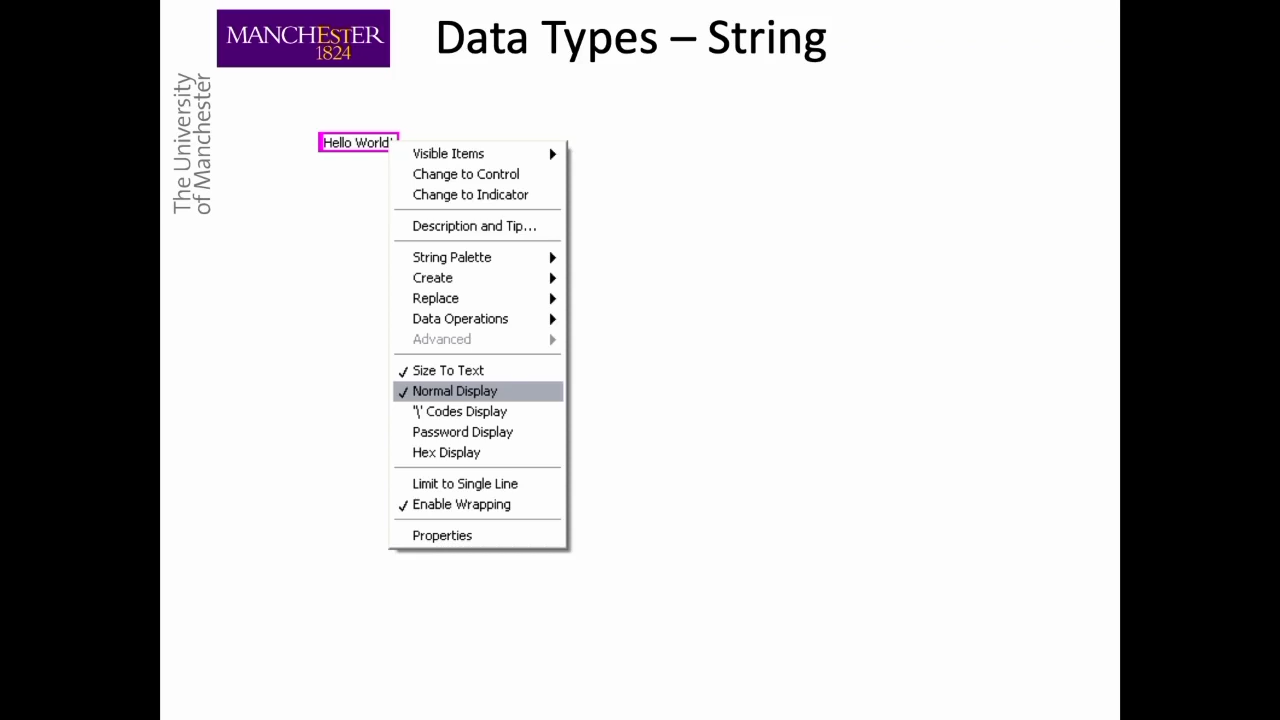 MANCHESTER
1824
The University
of Manchester
Data Types – String
Hello World!
Visible Items
Change to Control
Change to Indicator
Description and Tip...
String Palette
Create
Replace
Data Operations
Advanced
Size To Text
Normal Display
'\' Codes Display
Password Display
Hex Display
Limit to Single Line
Enable Wrapping
Properties